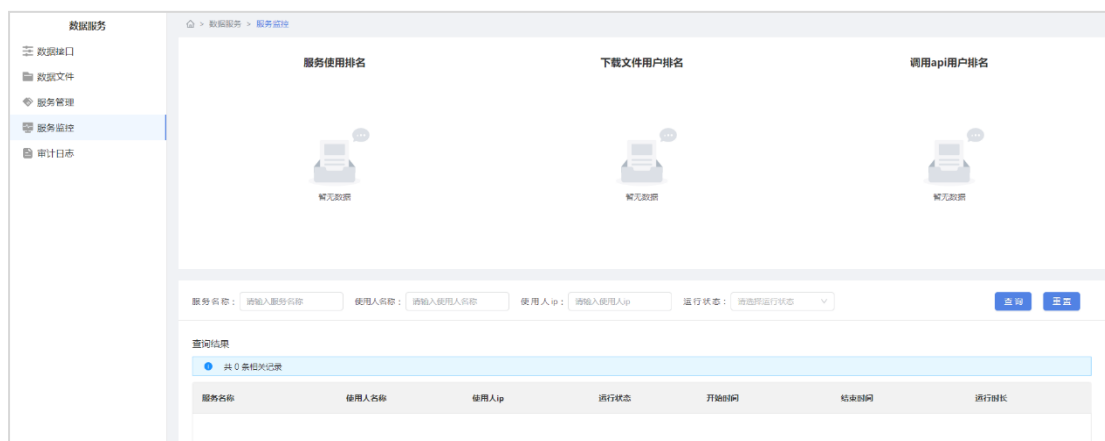 数据服务
数据接口
数据文件
服务管理
服务监控
审计日志
> 数据服务 > 服务监控
服务使用排名 下载文件用户排名 调用api用户排名
暂无数据 暂无数据 暂无数据
服务名称： 请输入服务名称 使用人名称： 请输入使用人名称 使用人ip： 请输入使用人ip 运行状态： 请选择运行状态 查询 重置
查询结果
共 0 条相关记录
服务名称 使用人名称 使用人ip 运行状态 开始时间 结束时间 运行时长